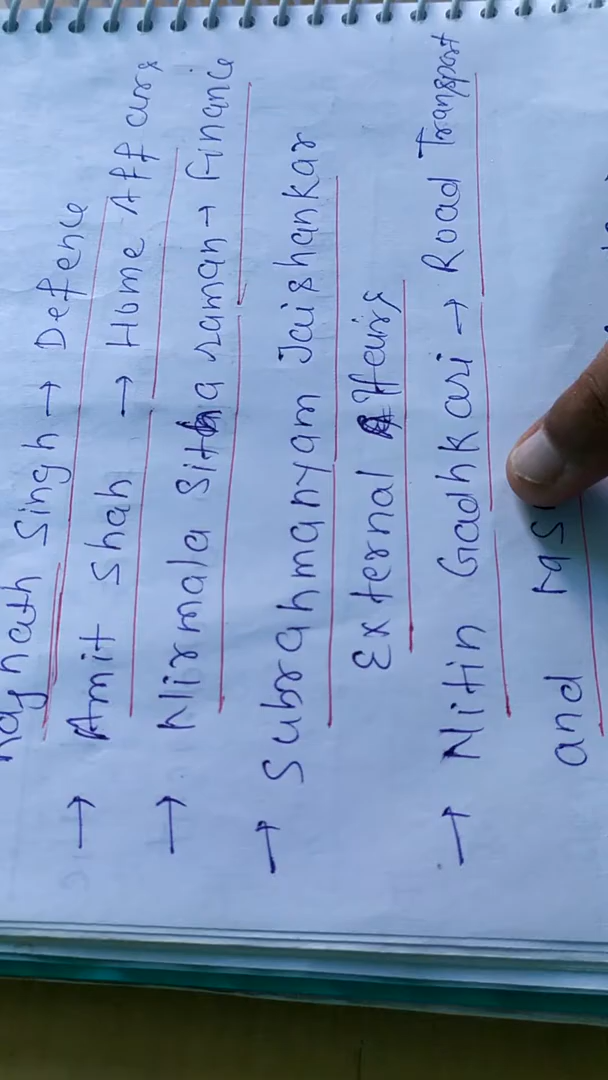 Singh → Defence
→ Amit Shah → Home Affairs
→ Nirmala Sitharaman → Finance
→ Subrahmanyam Jaishankar
External Affairs
→ Nitin Gadhkari → Road Transport
and